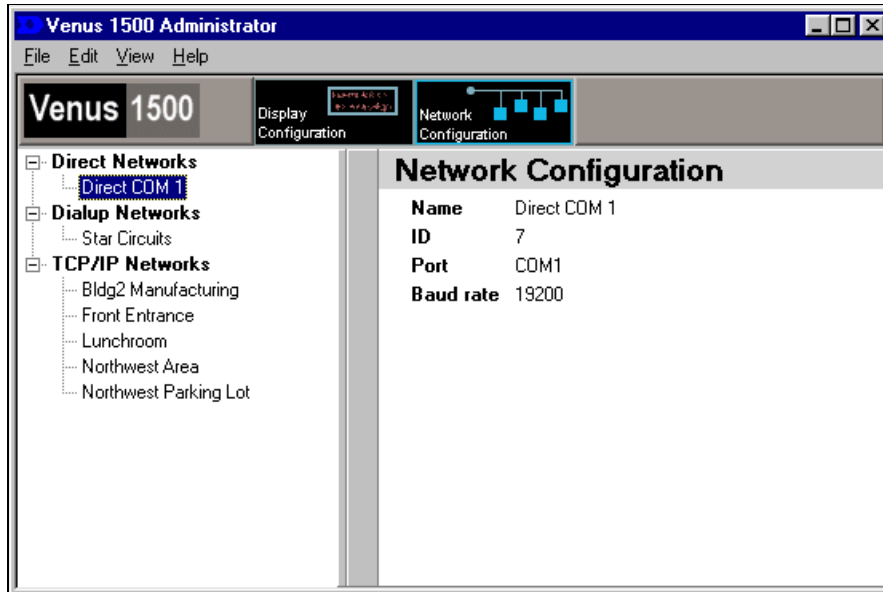 Venus 1500 Administrator
File Edit View Help
Venus 1500
Display
Configuration
Network
Configuration
Direct Networks
Direct COM 1
Dialup Networks
Star Circuits
TCP/IP Networks
Bldg2 Manufacturing
Front Entrance
Lunchroom
Northwest Area
Northwest Parking Lot
Network Configuration
Name Direct COM 1
ID 7
Port COM1
Baud rate 19200